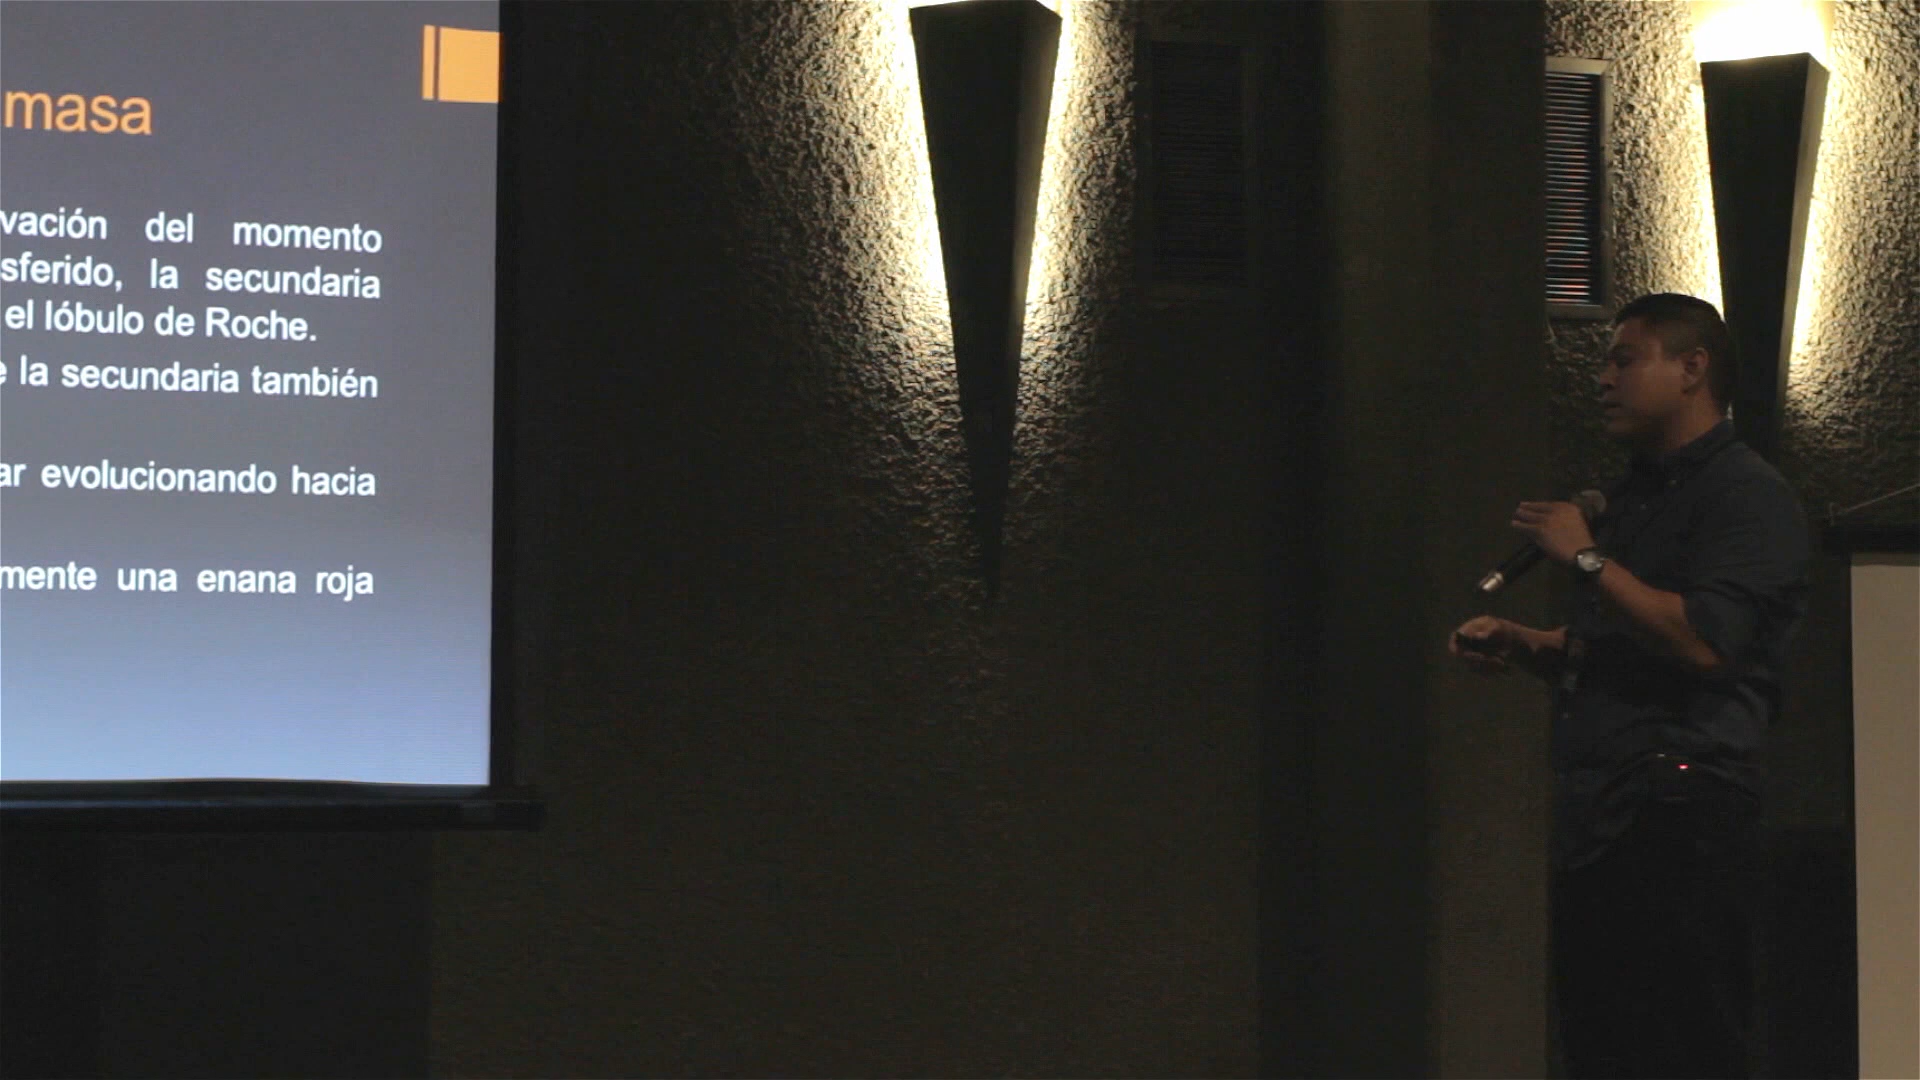 masa
vación del momento
sferido, la secundaria
el lóbulo de Roche.
e la secundaria también
ar evolucionando hacia
mente una enana roja